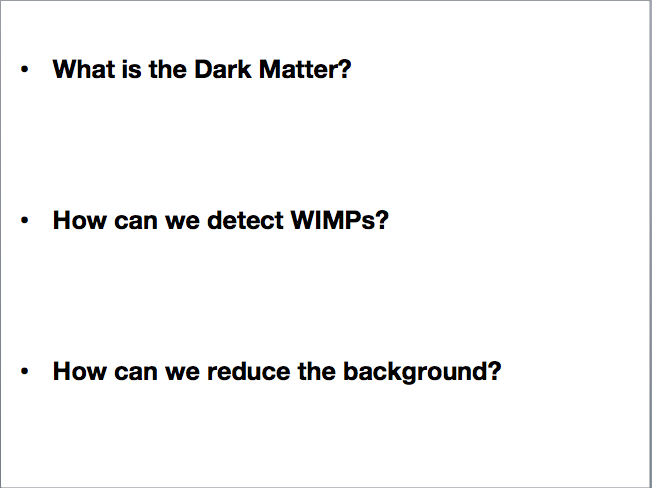 • What is the Dark Matter?
• How can we detect WIMPs?
• How can we reduce the background?